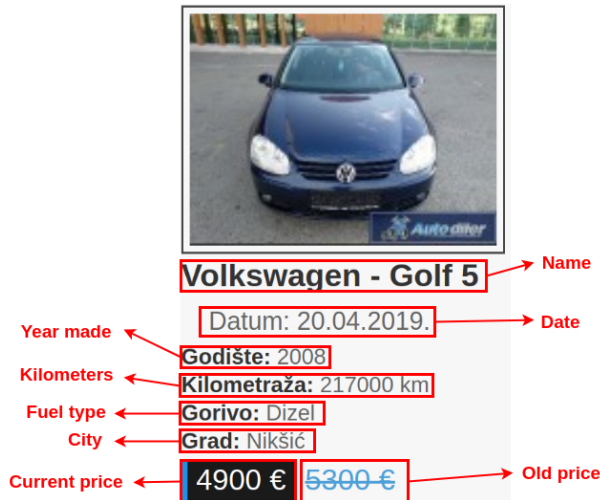 Auto diler
Volkswagen - Golf 5
Name
Datum: 20.04.2019.
Date
Year made
Godište: 2008
Kilometers
Kilometraža: 217000 km
Fuel type
Gorivo: Dizel
City
Grad: Nikšić
Current price
4900 €
5300 €
Old price